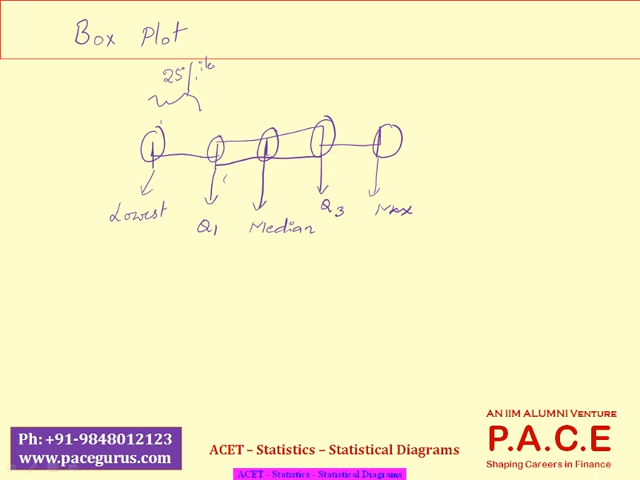 Box Plot
25%ile
Lowest
Q1
Median
Q3
Max
Ph: +91-9848012123
www.pacegurus.com
ACET – Statistics – Statistical Diagrams
ACET - Statistics - Statistical Diagrams
AN IIM ALUMNI VENTURE
P.A.C.E
Shaping Careers in Finance